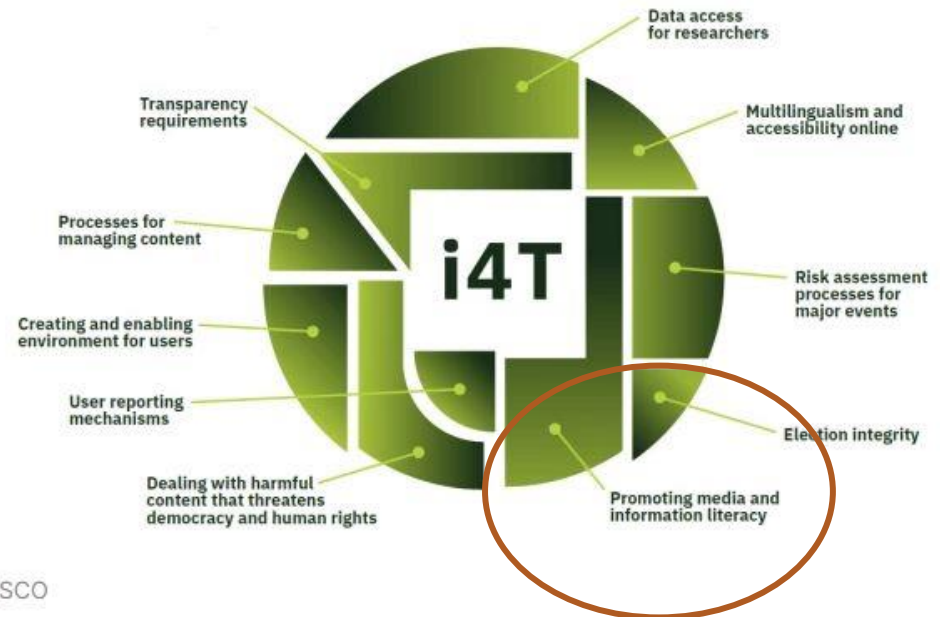 Data access
for researchers
Transparency
requirements
Multilingualism and
accessibility online
Processes for
managing content
i4T
Risk assessment
processes for
major events
Creating and enabling
environment for users
User reporting
mechanisms
Election integrity
Dealing with harmful
content that threatens
democracy and human rights
Promoting media and
information literacy
sco